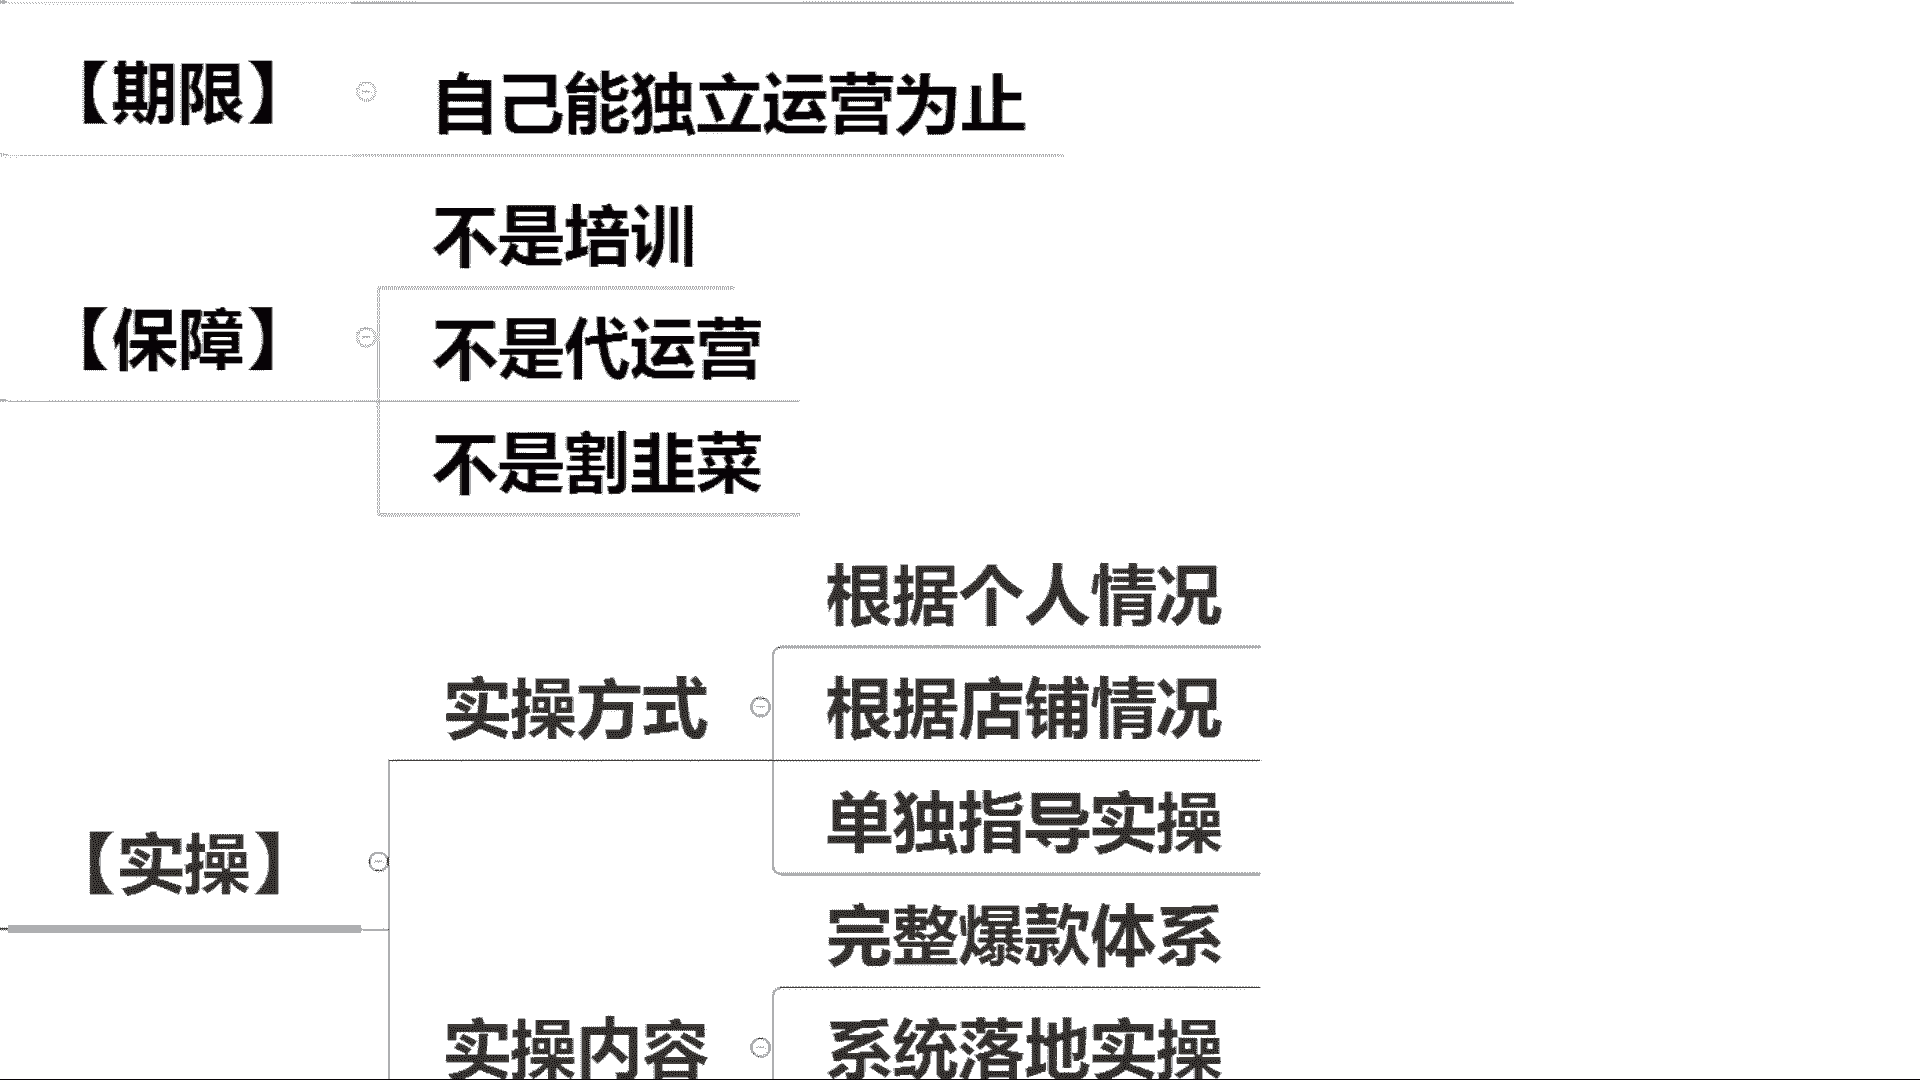 【期限】
自己能独立运营为止
不是培训
【保障】
不是代运营
不是割韭菜
根据个人情况
实操方式
根据店铺情况
单独指导实操
【实操】
完整爆款体系
实操内容
系统落地实操